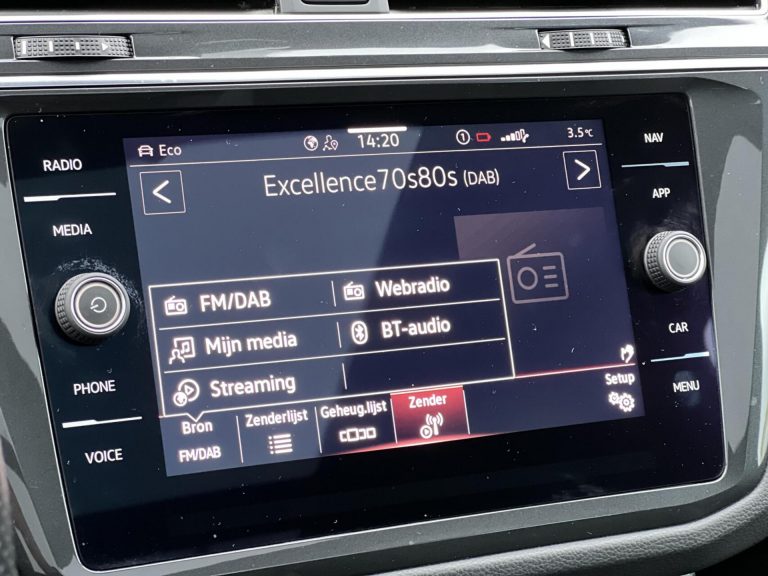 RADIO
MEDIA
PHONE
VOICE
Eco
14:20
1
3.5°C
Excellence70s80s (DAB)
FM/DAB
Webradio
Mijn media
BT-audio
Streaming
Bron
FM/DAB
Zenderlijst
Geheug.lijst
Zender
Setup
NAV
APP
CAR
MENU